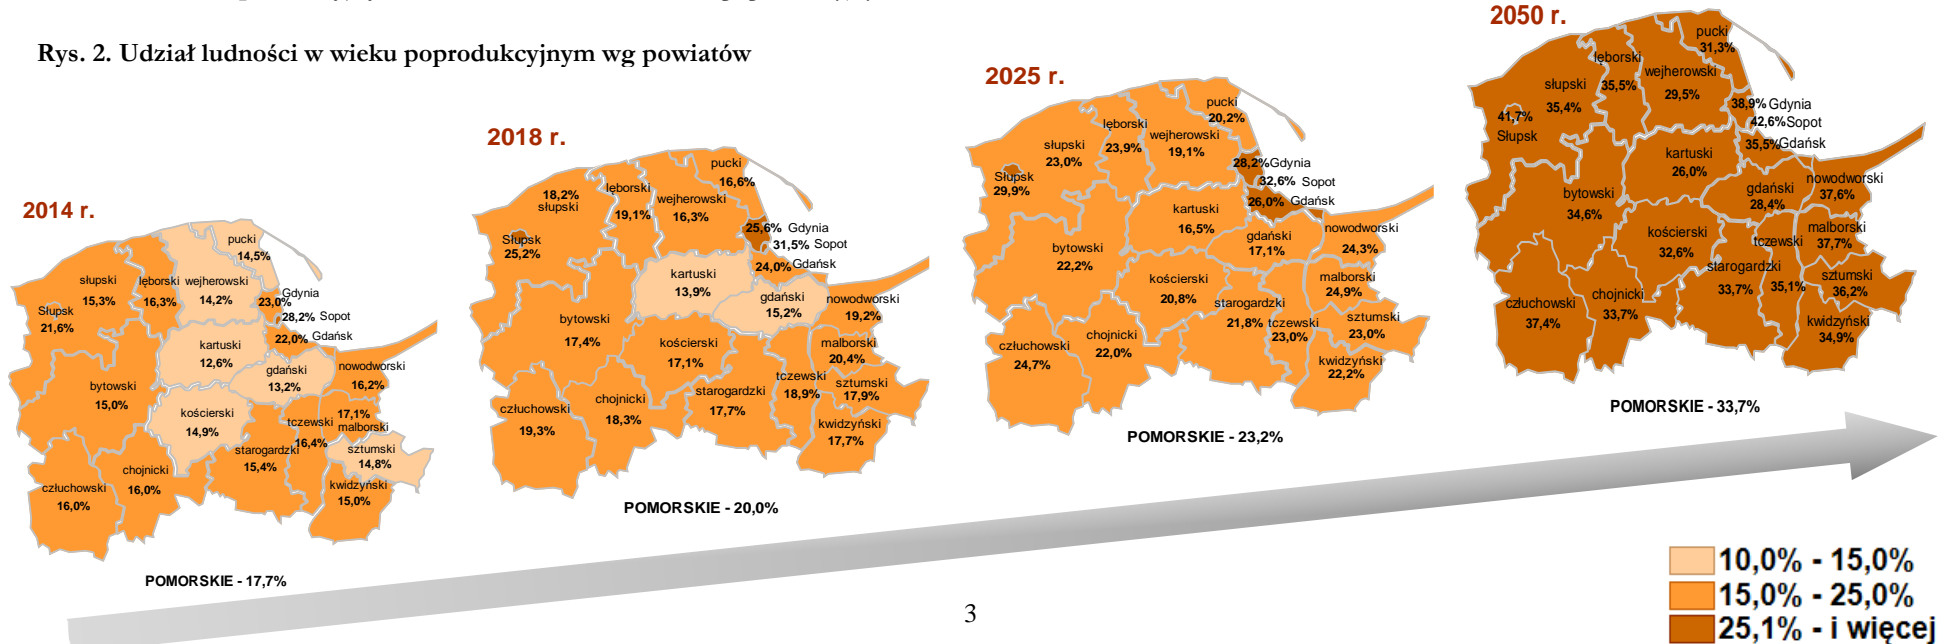 Rys. 2. Udział ludności w wieku poprodukcyjnym wg powiatów
2014 r.
pucki
14,5%
słupski
15,3%
lęborski
16,3%
wejherowski
14,2%
Gdynia
23,0%
28,2% Sopot
22,0% Gdańsk
Słupsk
21,6%
kartuski
12,6%
gdański
13,2%
nowodworski
16,2%
bytowski
15,0%
kościerski
14,9%
17,1%
malborski
tczewski
16,4%
starogardzki
15,4%
sztumski
14,8%
człuchowski
16,0%
chojnicki
16,0%
kwidzyński
15,0%
POMORSKIE - 17,7%
2018 r.
pucki
16,6%
18,2%
słupski
lęborski
19,1%
wejherowski
16,3%
25,6% Gdynia
31,5% Sopot
24,0% Gdańsk
Słupsk
25,2%
kartuski
13,9%
gdański
15,2%
nowodworski
19,2%
bytowski
17,4%
kościerski
17,1%
malborski
20,4%
tczewski
18,9%
sztumski
17,9%
człuchowski
19,3%
chojnicki
18,3%
starogardzki
17,7%
kwidzyński
17,7%
POMORSKIE - 20,0%
2025 r.
pucki
20,2%
słupski
23,0%
lęborski
23,9%
wejherowski
19,1%
28,2% Gdynia
32,6% Sopot
26,0% Gdańsk
Słupsk
29,9%
kartuski
16,5%
gdański
17,1%
nowodworski
24,3%
bytowski
22,2%
kościerski
20,8%
malborski
24,9%
starogardzki
21,8%
tczewski
23,0%
sztumski
23,0%
człuchowski
24,7%
chojnicki
22,0%
kwidzyński
22,2%
POMORSKIE - 23,2%
2050 r.
pucki
31,3%
lęborski
35,5%
wejherowski
29,5%
słupski
35,4%
41,7%
Słupsk
38,9% Gdynia
42,6% Sopot
35,5% Gdańsk
kartuski
26,0%
gdański
28,4%
nowodworski
37,6%
bytowski
34,6%
kościerski
32,6%
tczewski
35,1%
malborski
37,7%
starogardzki
33,7%
sztumski
36,2%
człuchowski
37,4%
chojnicki
33,7%
kwidzyński
34,9%
POMORSKIE - 33,7%
10,0% - 15,0%
15,0% - 25,0%
25,1% - i więcej
3